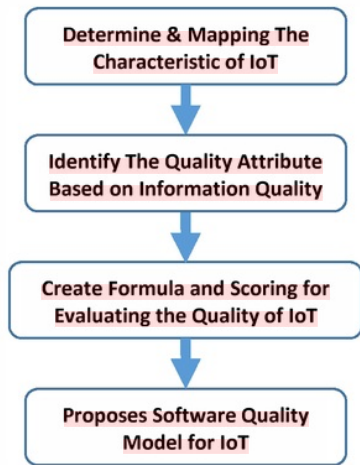 Determine & Mapping The
Characteristic of IoT
Identify The Quality Attribute
Based on Information Quality
Create Formula and Scoring for
Evaluating the Quality of IoT
Proposes Software Quality
Model for IoT